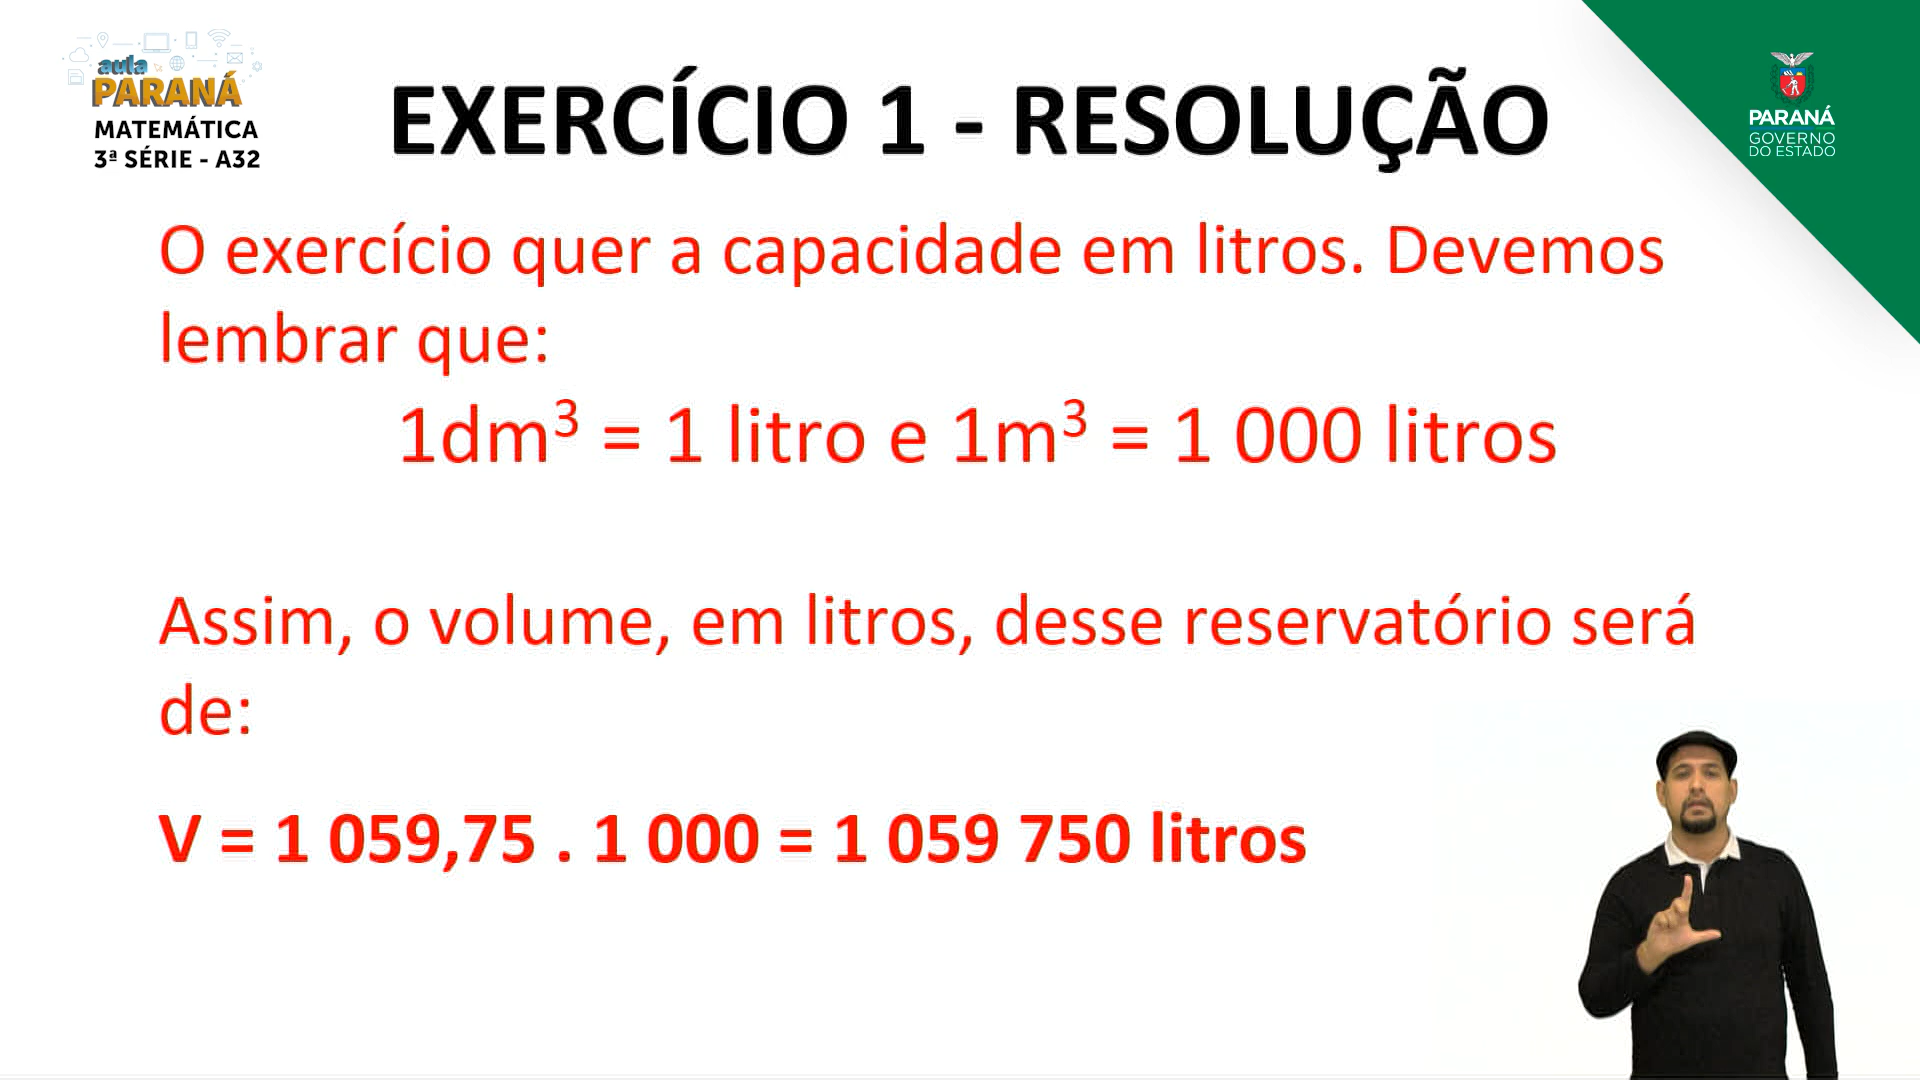 aula
PARANÁ
MATEMÁTICA
3ª SÉRIE - A32
EXERCÍCIO 1 - RESOLUÇÃO
PARANÁ
GOVERNO
DO ESTADO
O exercício quer a capacidade em litros. Devemos
lembrar que:
1dm³ = 1 litro e 1m³ = 1 000 litros
Assim, o volume, em litros, desse reservatório será
de:
V = 1 059,75 . 1 000 = 1 059 750 litros